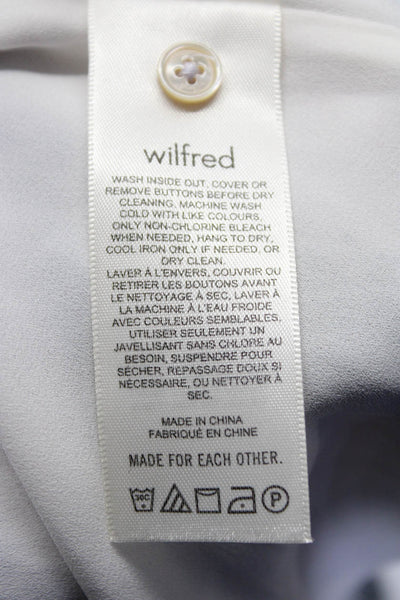 wilfred
WASH INSIDE OUT, COVER OR
REMOVE BUTTONS BEFORE DRY
CLEANING. MACHINE WASH
COLD WITH LIKE COLOURS,
ONLY NON-CHLORINE BLEACH
WHEN NEEDED, HANG TO DRY,
COOL IRON ONLY IF NEEDED, OR
DRY CLEAN.
LAVER À L'ENVERS, COUVRIR OU
RETIRER LES BOUTONS AVANT
LE NETTOYAGE À SEC, LAVER À
LA MACHINE À L'EAU FROIDE
AVEC COULEURS SEMBLABLES,
UTILISER SEULEMENT UN
JAVELLISANT SANS CHLORE AU
BESOIN, SUSPENDRE POUR
SÉCHER, REPASSAGE DOUX SI
NÉCESSAIRE, OU NETTOYER À
SEC.
MADE IN CHINA
FABRIQUÉ EN CHINE
MADE FOR EACH OTHER.
30C P